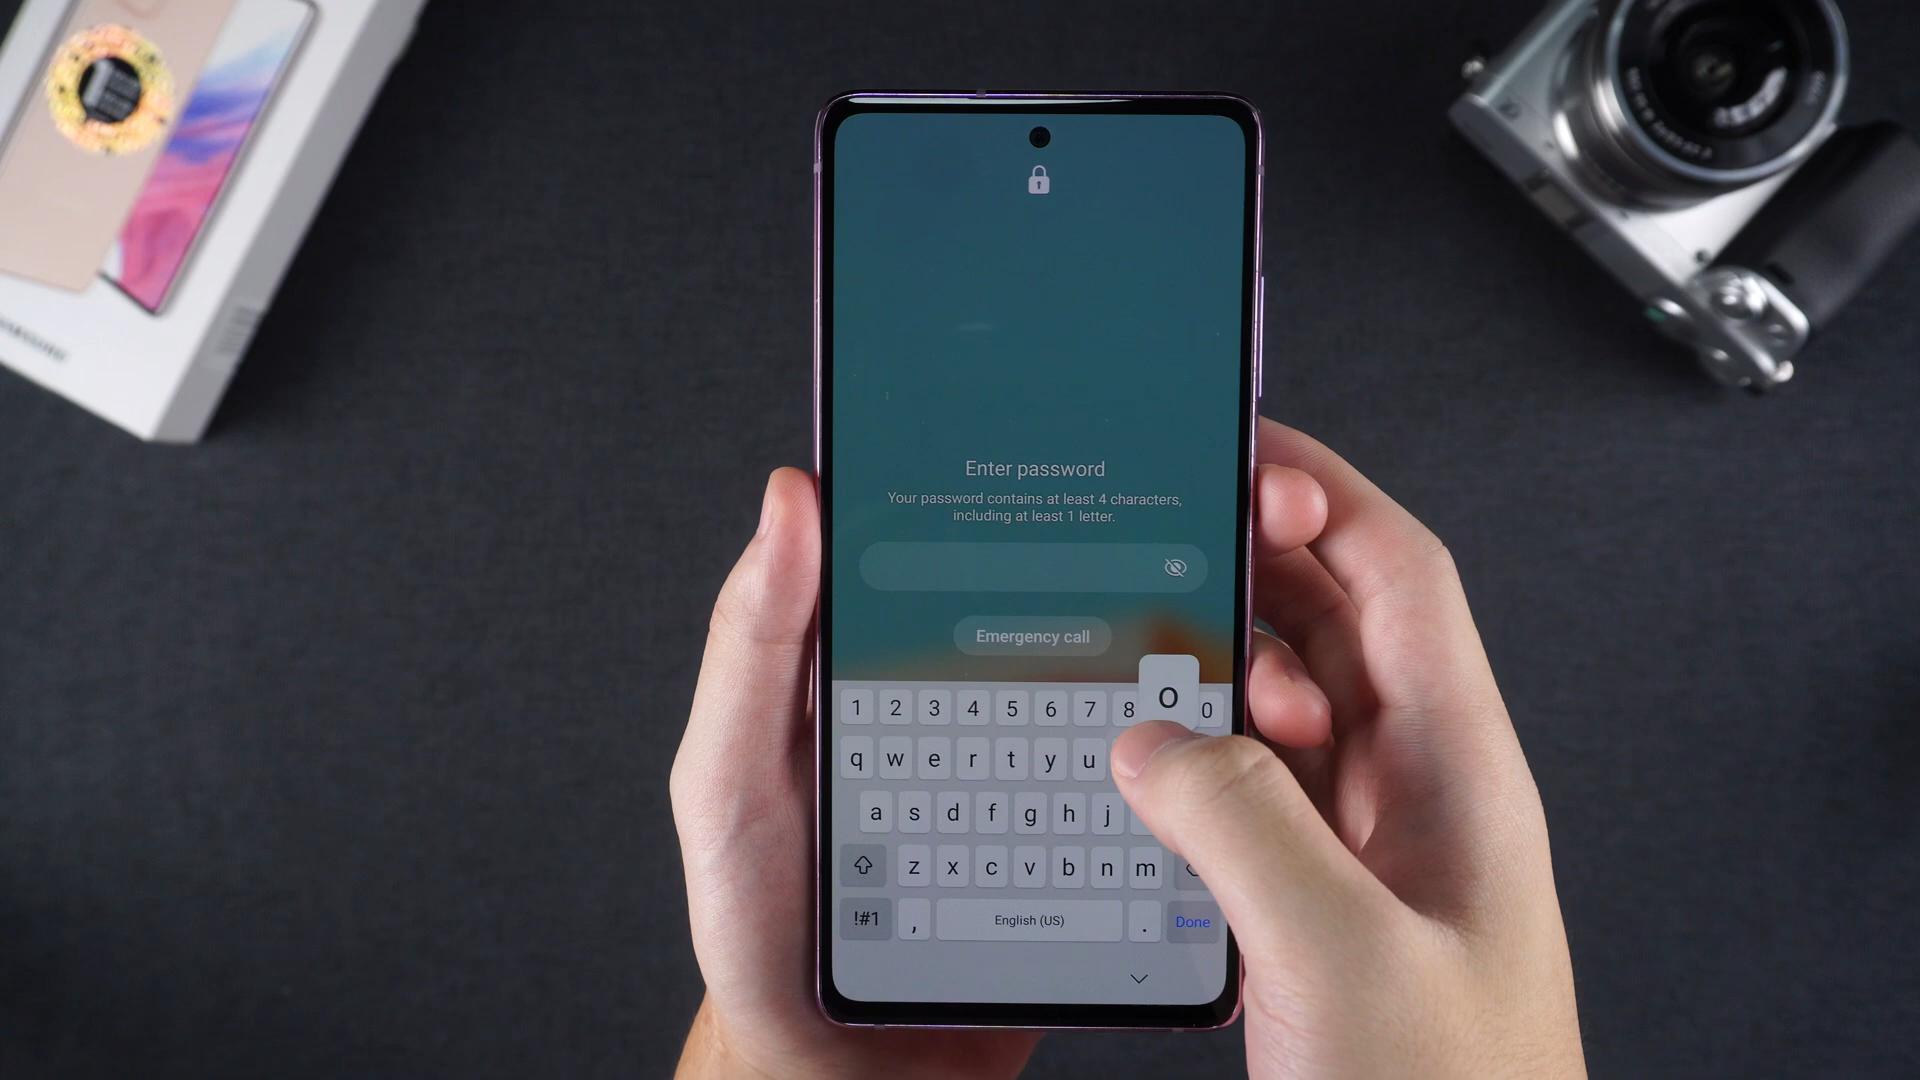 Enter password
Your password contains at least 4 characters,
including at least 1 letter.
Emergency call
o
1 2 3 4 5 6 7 8 0
q w e r t y u
a s d f g h j
z x c v b n m
!#1 , English (US) . Done
SAMSUNG